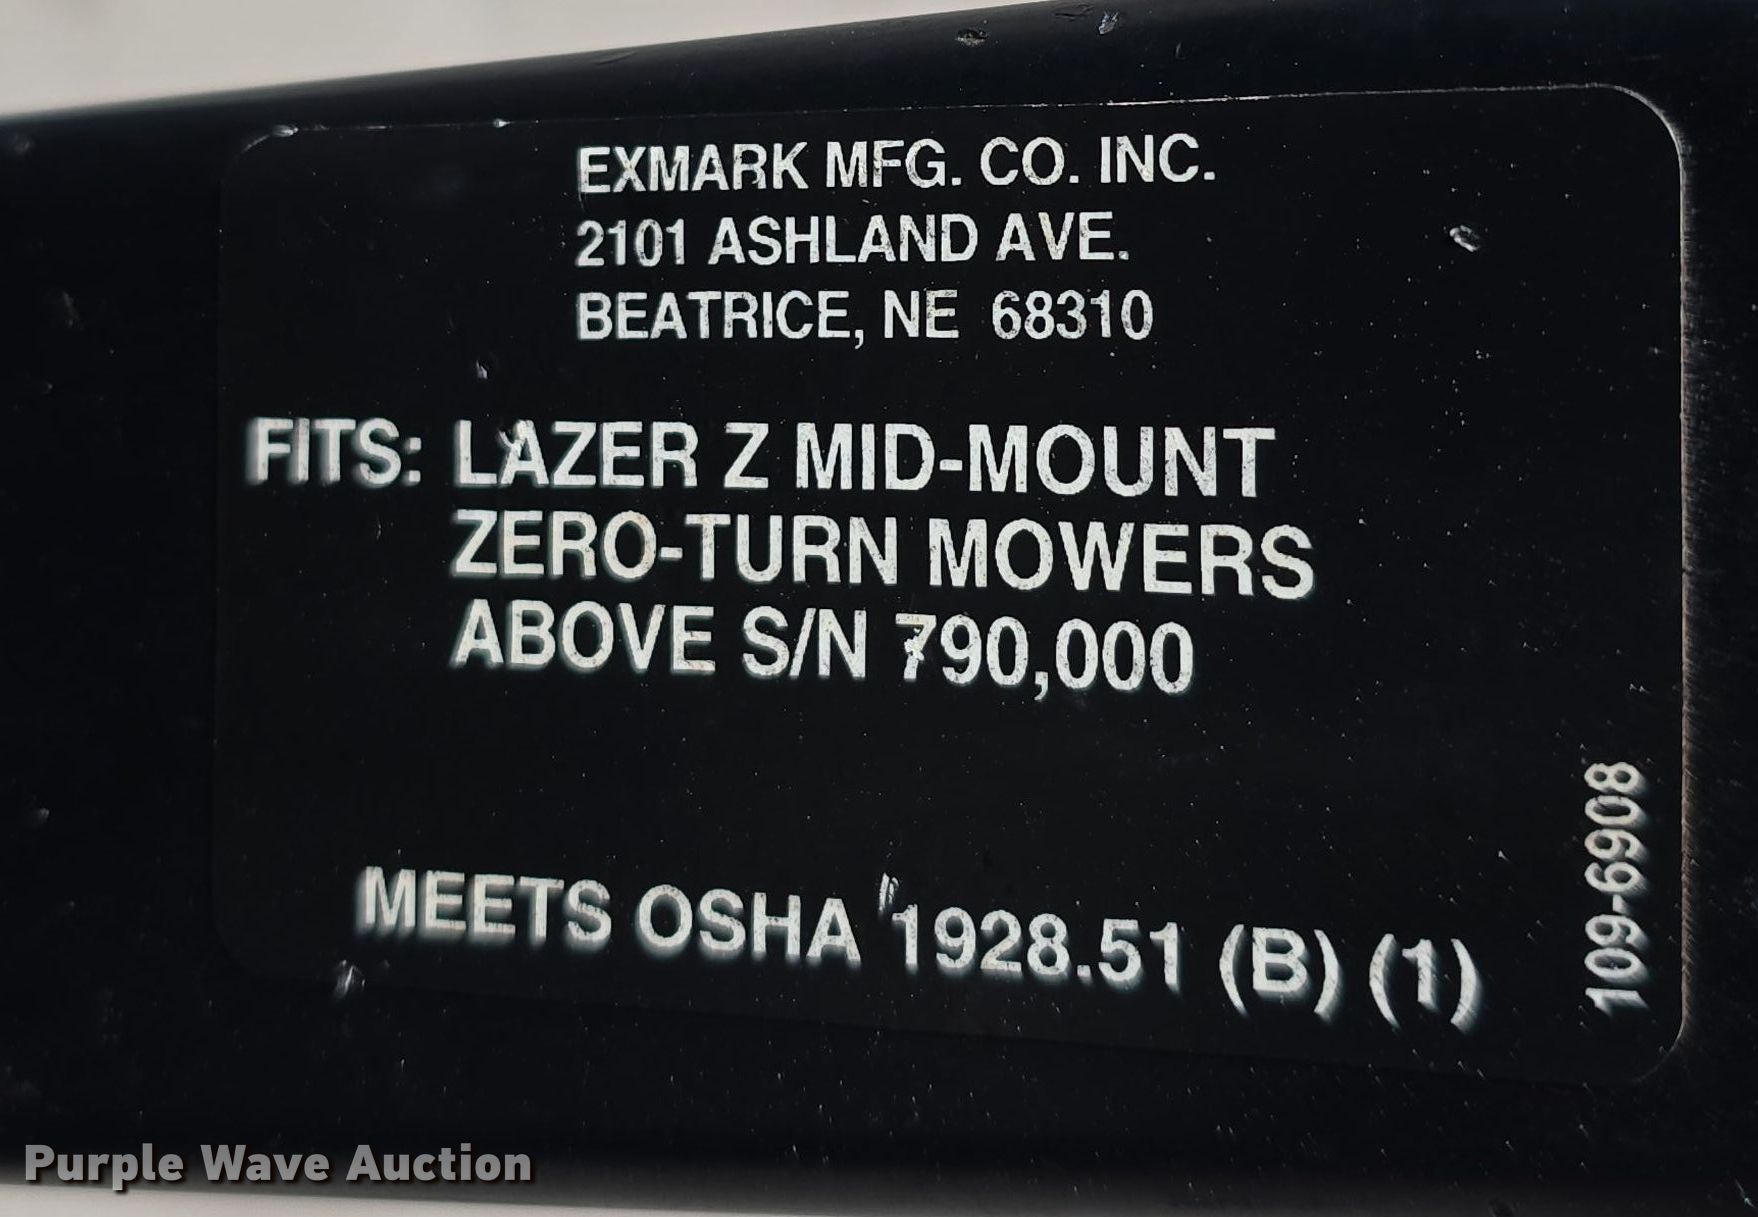 EXMARK MFG. CO. INC.
2101 ASHLAND AVE.
BEATRICE, NE 68310
FITS: LAZER Z MID-MOUNT
ZERO-TURN MOWERS
ABOVE S/N 790,000
MEETS OSHA 1928.51 (B) (1)
109-6908
Purple Wave Auction